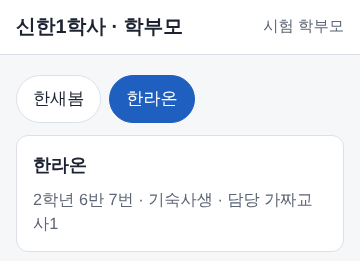 신한1학사 · 학부모
시험 학부모
한새봄
한라온
한라온
2학년 6반 7번 · 기숙사생 · 담당 가짜교
사1